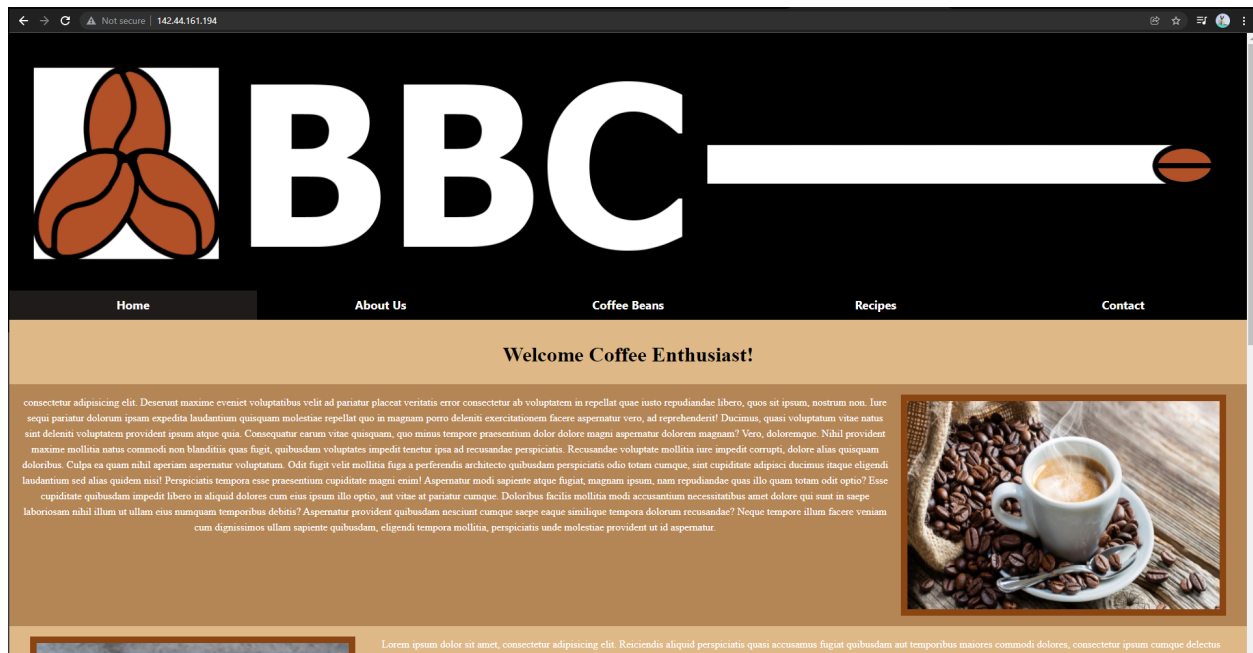 Not secure | 142.44.161.194
BBC
Home About Us Coffee Beans Recipes Contact
Welcome Coffee Enthusiast!
consectetur adipisicing elit. Deserunt maxime eveniet voluptatibus velit ad pariatur placeat veritatis error consectetur ab voluptatem in repellat quae iusto repudiandae libero, quos sit ipsum, nostrum non. Iure
sequi pariatur dolorum ipsam expedita laudantium quisquam molestiae repellat quo in magnam porro deleniti exercitationem facere aspernatur vero, ad reprehenderit! Ducimus, quasi voluptatum vitae natus
sint deleniti voluptatem provident ipsum atque quia. Consequatur earum vitae quisquam, quo minus tempore praesentium dolor dolore magni aspernatur dolorem magnam? Vero, doloremque. Nihil provident
maxime mollitia natus commodi non blanditiis quas fugit, quibusdam voluptates impedit tenetur ipsa ad recusandae perspiciatis. Recusandae voluptate mollitia iure impedit corrupti, dolore alias quisquam
doloribus. Culpa ea quam nihil aperiam aspernatur voluptatum. Odit fugit velit mollitia fuga a perferendis architecto quibusdam perspiciatis odio totam cumque, sint cupiditate adipisci ducimus itaque eligendi
laudantium sed alias quidem nisi! Perspiciatis tempora esse praesentium cupiditate magni enim! Aspernatur modi sapiente atque fugiat, magnam ipsum, nam repudiandae quas illo quam totam odit optio? Esse
cupiditate quibusdam impedit libero in aliquid dolores cum eius ipsum illo optio, aut vitae at pariatur cumque. Doloribus facilis mollitia modi accusantium necessitatibus amet dolore qui sunt in saepe
laboriosam nihil illum ut ullam eius numquam temporibus debitis? Aspernatur provident quibusdam nesciunt cumque saepe eaque similique tempora dolorum recusandae? Neque tempore illum facere veniam
cum dignissimos ullam sapiente quibusdam, eligendi tempora mollitia, perspiciatis unde molestiae provident ut id aspernatur.
Lorem ipsum dolor sit amet, consectetur adipisicing elit. Reiciendis aliquid perspiciatis quasi accusamus fugiat quibusdam aut temporibus maiores commodi dolores, consectetur ipsum cumque delectus